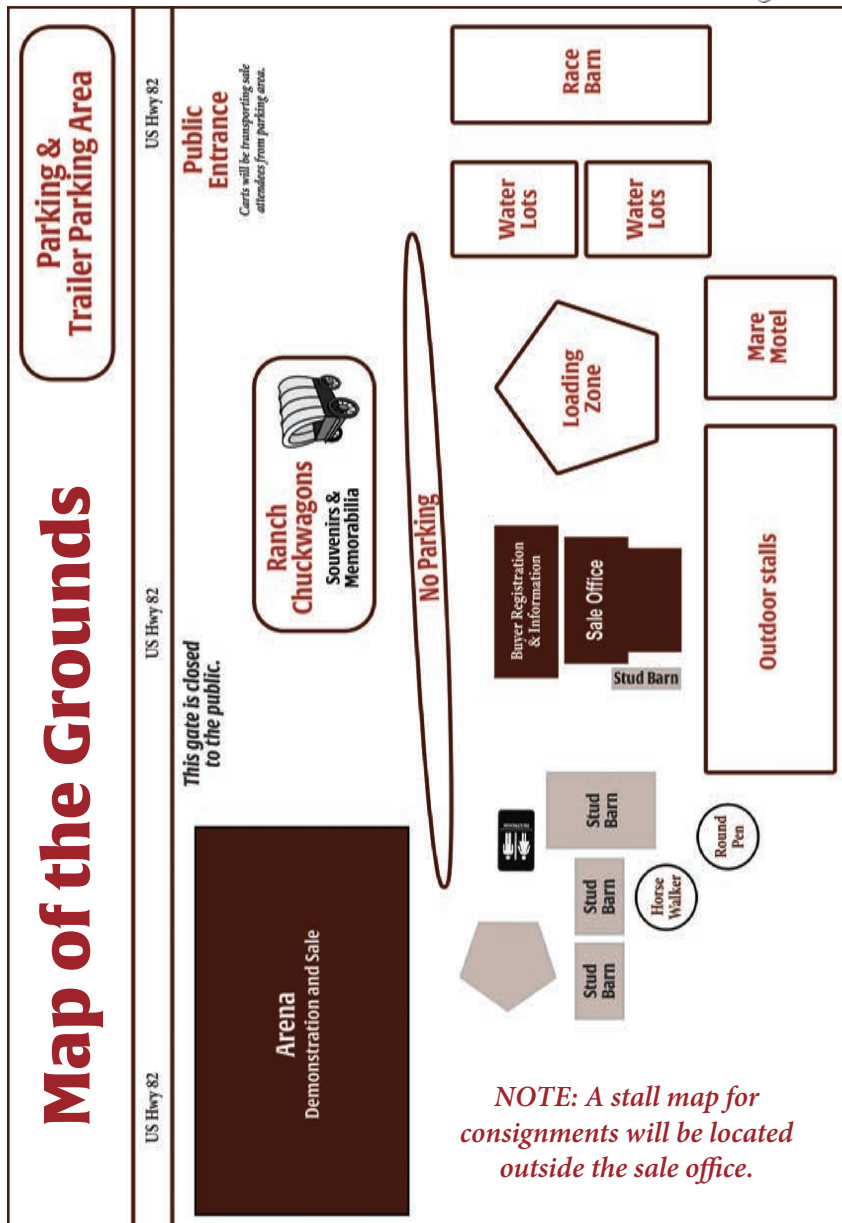 Map of the Grounds
Parking &
Trailer Parking Area
US Hwy 82
US Hwy 82
US Hwy 82
This gate is closed
to the public.
Public
Entrance
Carts will be transporting sale
attendees from parking area.
Arena
Demonstration and Sale
Ranch
Chuckwagons
Souvenirs &
Memorabilia
No Parking
RESTROOM
Buyer Registration
& Information
Sale Office
Stud Barn
Stud
Barn
Stud
Barn
Stud
Barn
Horse
Walker
Round
Pen
Loading
Zone
Water
Lots
Water
Lots
Race
Barn
Mare
Motel
Outdoor stalls
NOTE: A stall map for
consignments will be located
outside the sale office.